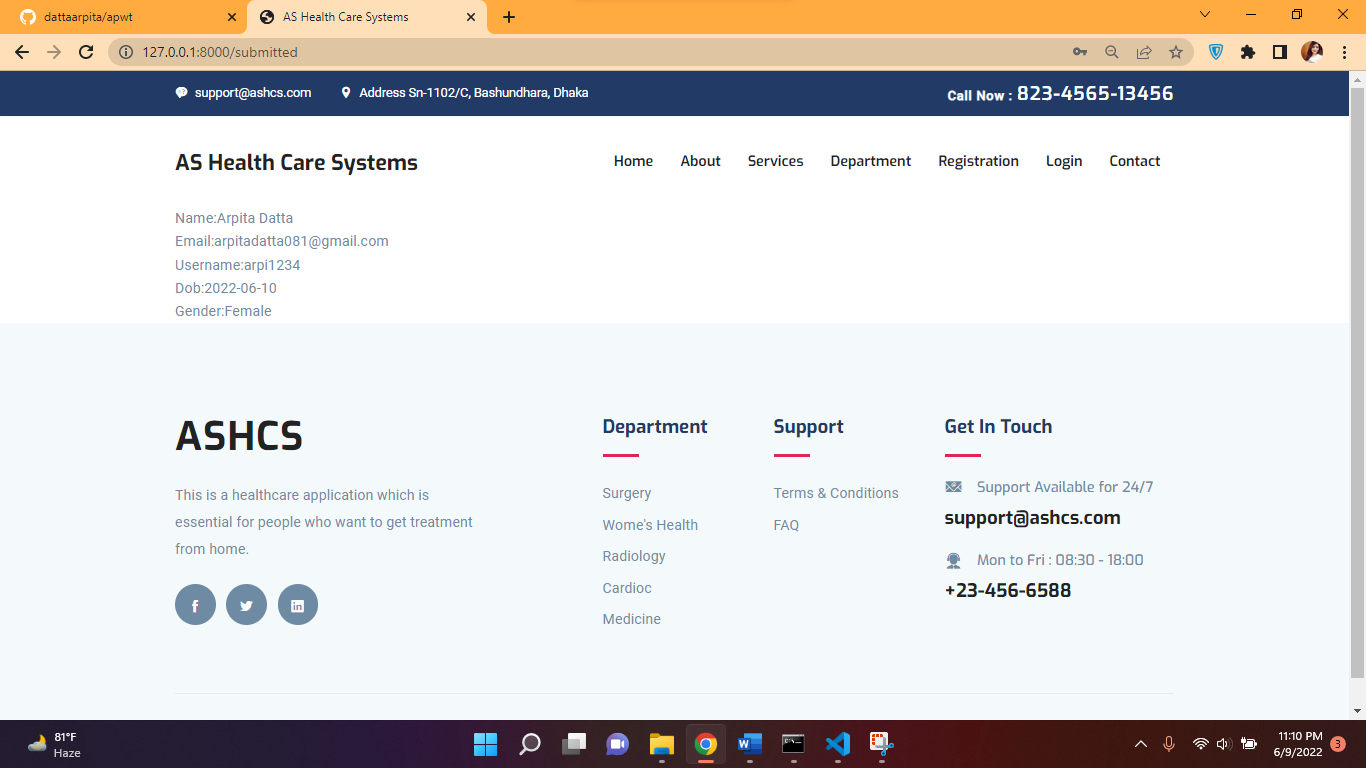 dattaarpita/apwt
AS Health Care Systems
127.0.0.1:8000/submitted
support@ashcs.com
Address Sn-1102/C, Bashundhara, Dhaka
Call Now : 823-4565-13456
AS Health Care Systems
Home About Services Department Registration Login Contact
Name:Arpita Datta
Email:arpitadatta081@gmail.com
Username:arpi1234
Dob:2022-06-10
Gender:Female
ASHCS
This is a healthcare application which is
essential for people who want to get treatment
from home.
Department
Surgery
Wome's Health
Radiology
Cardioc
Medicine
Support
Terms & Conditions
FAQ
Get In Touch
Support Available for 24/7
support@ashcs.com
Mon to Fri : 08:30 - 18:00
+23-456-6588
81°F
Haze
11:10 PM
6/9/2022
3